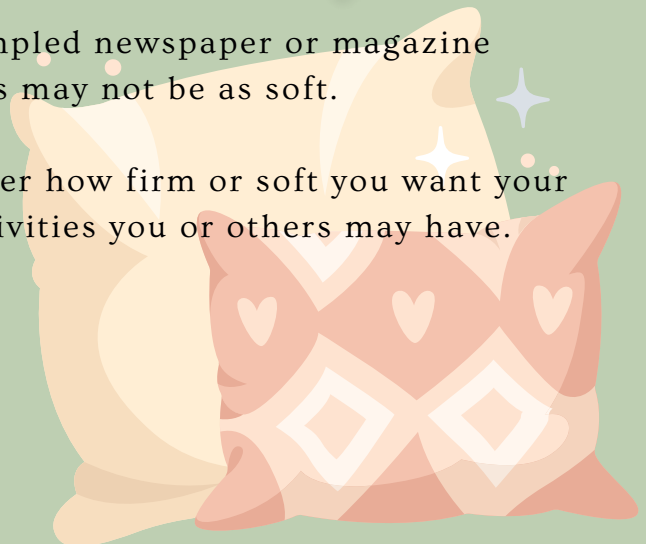 mpled newspaper or magazine
s may not be as soft.
er how firm or soft you want your
ivities you or others may have.